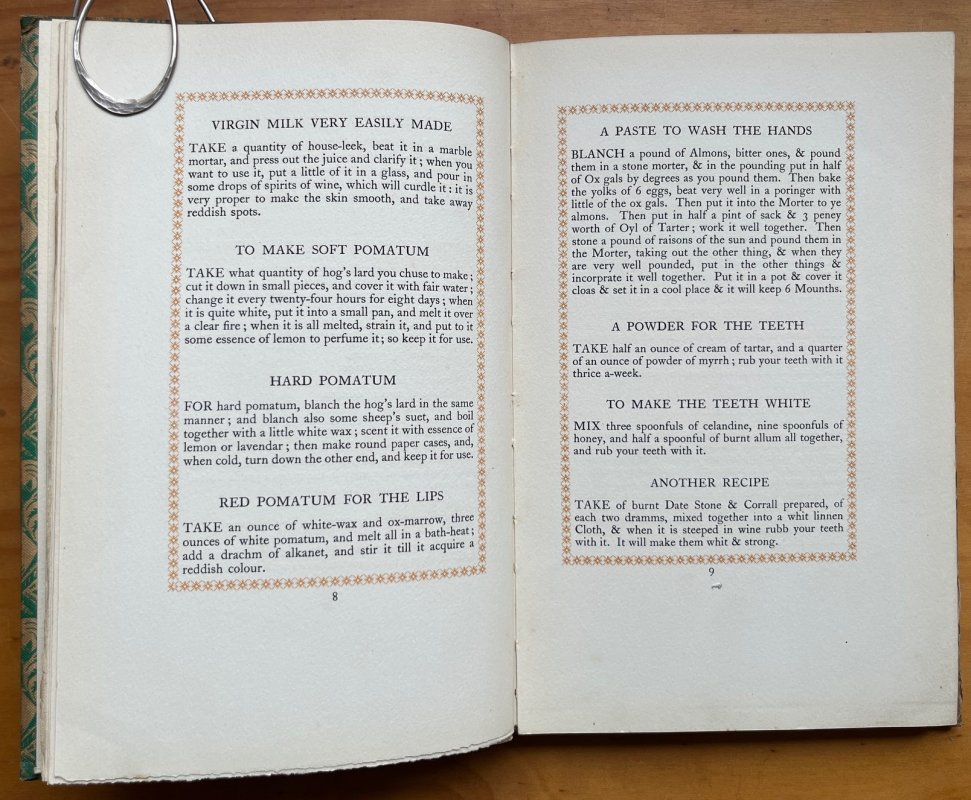 VIRGIN MILK VERY EASILY MADE
TAKE a quantity of house-leek, beat it in a marble
mortar, and press out the juice and clarify it; when you
want to use it, put a little of it in a glass, and pour in
some drops of spirits of wine, which will curdle it: it is
very proper to make the skin smooth, and take away
reddish spots.
TO MAKE SOFT POMATUM
TAKE what quantity of hog's lard you chuse to make;
cut it down in small pieces, and cover it with fair water;
change it every twenty-four hours for eight days; when
it is quite white, put it into a small pan, and melt it over
a clear fire; when it is all melted, strain it, and put to it
some essence of lemon to perfume it; so keep it for use.
HARD POMATUM
FOR hard pomatum, blanch the hog's lard in the same
manner; and blanch also some sheep's suet, and boil
together with a little white wax; scent it with essence of
lemon or lavendar; then make round paper cases, and,
when cold, turn down the other end, and keep it for use.
RED POMATUM FOR THE LIPS
TAKE an ounce of white-wax and ox-marrow, three
ounces of white pomatum, and melt all in a bath-heat;
add a drachm of alkanet, and stir it till it acquire a
reddish colour.
8
A PASTE TO WASH THE HANDS
BLANCH a pound of Almons, bitter ones, & pound
them in a stone morter, & in the pounding put in half
of Ox gals by degrees as you pound them. Then bake
the yolks of 6 eggs, beat very well in a poringer with
little of the ox gals. Then put it into the Morter to ye
almons. Then put in half a pint of sack & 3 peney
worth of Oyl of Tarter; work it well together. Then
stone a pound of raisons of the sun and pound them in
the Morter, taking out the other thing, & when they
are very well pounded, put in the other things &
incorprate it well together. Put it in a pot & cover it
cloas & set it in a cool place & it will keep 6 Mounths.
A POWDER FOR THE TEETH
TAKE half an ounce of cream of tartar, and a quarter
of an ounce of powder of myrrh; rub your teeth with it
thrice a-week.
TO MAKE THE TEETH WHITE
MIX three spoonfuls of celandine, nine spoonfuls of
honey, and half a spoonful of burnt allum all together,
and rub your teeth with it.
ANOTHER RECIPE
TAKE of burnt Date Stone & Corrall prepared, of
each two dramms, mixed together into a whit linnen
Cloth, & when it is steeped in wine rubb your teeth
with it. It will make them whit & strong.
9